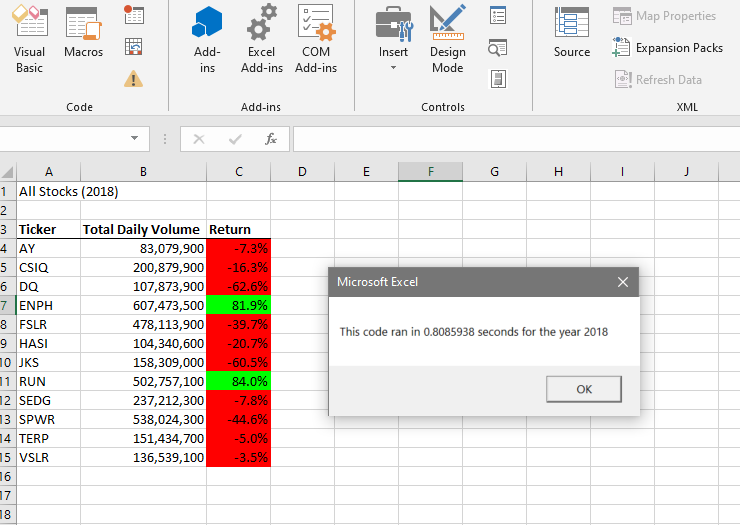 Visual Basic
Macros
Add-ins
Excel Add-ins
COM Add-ins
Insert
Design Mode
Source
Map Properties
Expansion Packs
Refresh Data
Code
Add-ins
Controls
XML
fx
A B C D E F G H I J
1 All Stocks (2018)
2
3 Ticker Total Daily Volume Return
4 AY 83,079,900 -7.3%
5 CSIQ 200,879,900 -16.3%
6 DQ 107,873,900 -62.6%
7 ENPH 607,473,500 81.9%
8 FSLR 478,113,900 -39.7%
9 HASI 104,340,600 -20.7%
10 JKS 158,309,000 -60.5%
11 RUN 502,757,100 84.0%
12 SEDG 237,212,300 -7.8%
13 SPWR 538,024,300 -44.6%
14 TERP 151,434,700 -5.0%
15 VSLR 136,539,100 -3.5%
16
17
18
Microsoft Excel
This code ran in 0.8085938 seconds for the year 2018
OK